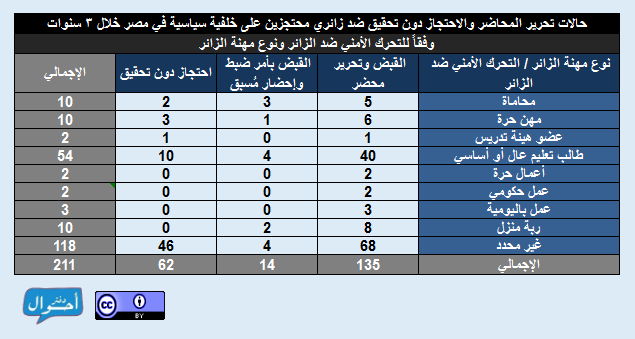 حالات تحرير المحاضر والاحتجاز دون تحقيق ضد زائري محتجزين على خلفية سياسية في مصر خلال ٣ سنوات
وفقاً للتحرك الأمني ضد الزائر ونوع مهنة الزائر
نوع مهنة الزائر / التحرك الأمني ضد الزائر القبض وتحرير محضر القبض بأمر ضبط وإحضار مُسبق احتجاز دون تحقيق الإجمالي
محاماة 5 3 2 10
مهن حرة 6 1 3 10
عضو هيئة تدريس 1 0 1 2
طالب تعليم عال أو أساسي 40 4 10 54
أعمال حرة 2 0 0 2
عمل حكومي 2 0 0 2
عمل باليومية 3 0 0 3
ربة منزل 8 2 0 10
غير محدد 68 4 46 118
الإجمالي 135 14 62 211
دفتر أحوال
cc BY